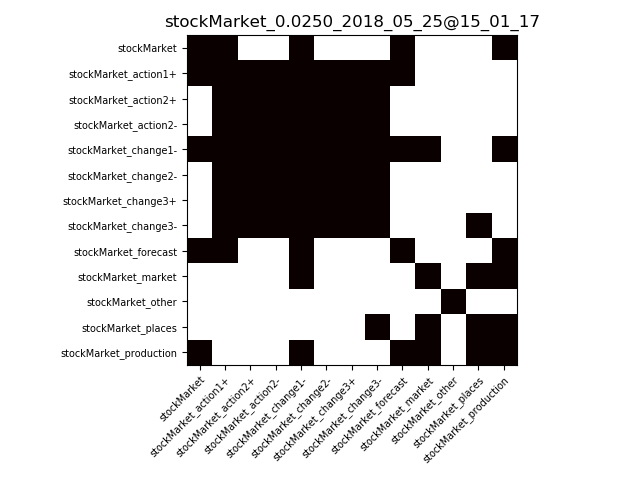 stockMarket_0.0250_2018_05_25@15_01_17
stockMarket
stockMarket_action1+
stockMarket_action2+
stockMarket_action2-
stockMarket_change1-
stockMarket_change2-
stockMarket_change3+
stockMarket_change3-
stockMarket_forecast
stockMarket_market
stockMarket_other
stockMarket_places
stockMarket_production
stockMarket
stockMarket_action1+
stockMarket_action2+
stockMarket_action2-
stockMarket_change1-
stockMarket_change2-
stockMarket_change3+
stockMarket_change3-
stockMarket_forecast
stockMarket_market
stockMarket_other
stockMarket_places
stockMarket_production